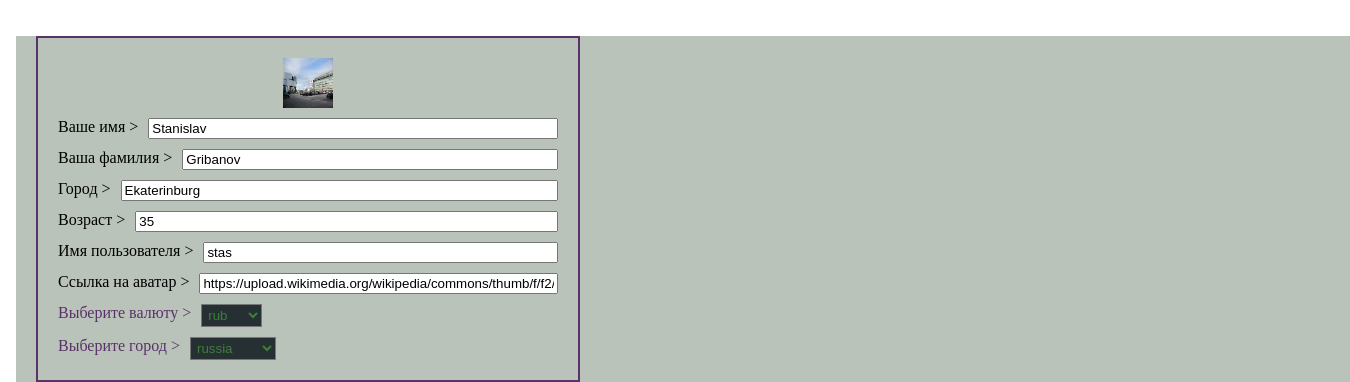 Ваше имя > Stanislav
Ваша фамилия > Gribanov
Город > Ekaterinburg
Возраст > 35
Имя пользователя > stas
Ссылка на аватар > https://upload.wikimedia.org/wikipedia/commons/thumb/f/f2/
Выберите валюту > rub
Выберите город > russia